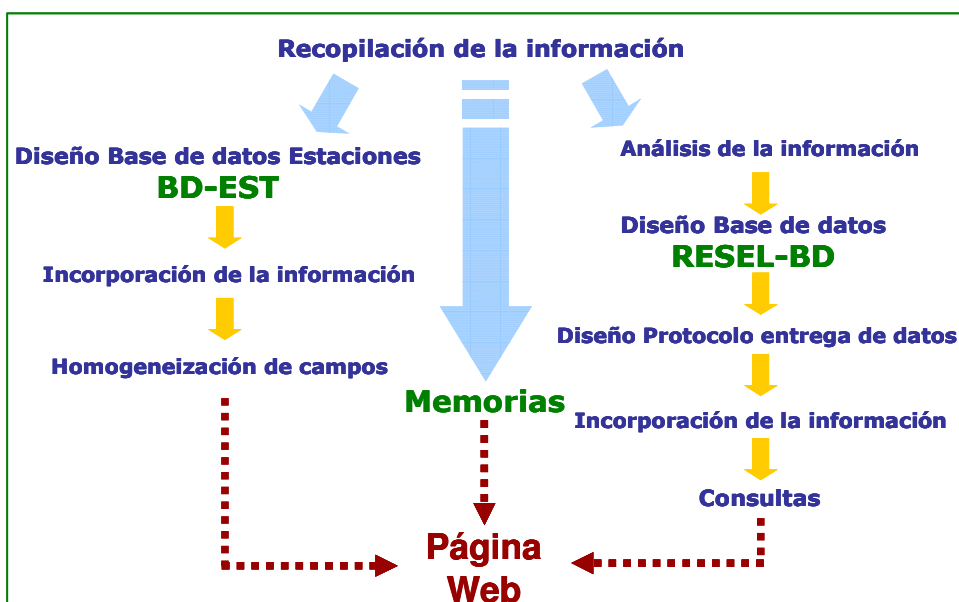 Recopilación de la información
Diseño Base de datos Estaciones
BD-EST
Incorporación de la información
Homogeneización de campos
Memorias
Análisis de la información
Diseño Base de datos
RESEL-BD
Diseño Protocolo entrega de datos
Incorporación de la información
Consultas
Página
Web